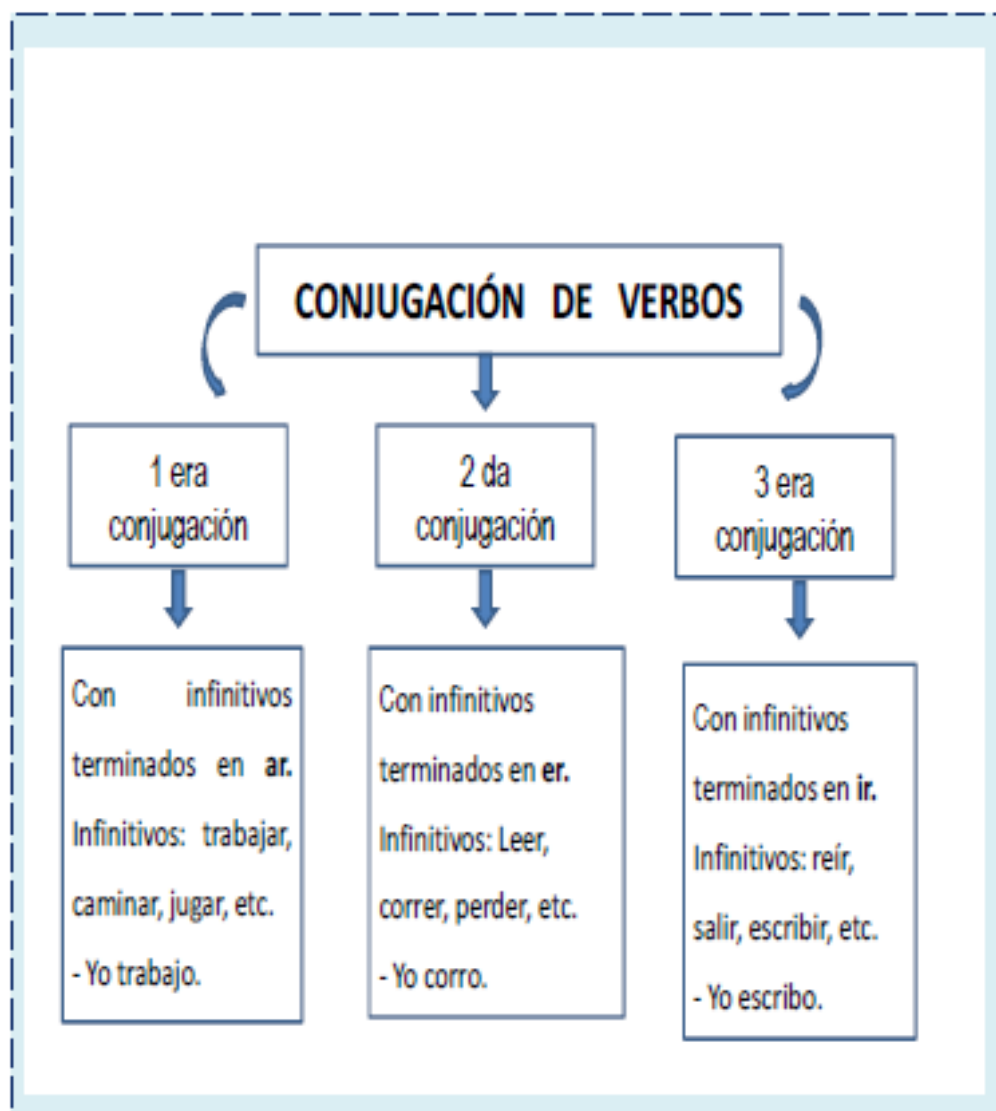 CONJUGACIÓN DE VERBOS
1 era
conjugación
2 da
conjugación
3 era
conjugación
Con infinitivos
terminados en ar.
Infinitivos: trabajar,
caminar, jugar, etc.
- Yo trabajo.
Con infinitivos
terminados en er.
Infinitivos: Leer,
correr, perder, etc.
- Yo corro.
Con infinitivos
terminados en ir.
Infinitivos: reír,
salir, escribir, etc.
- Yo escribo.